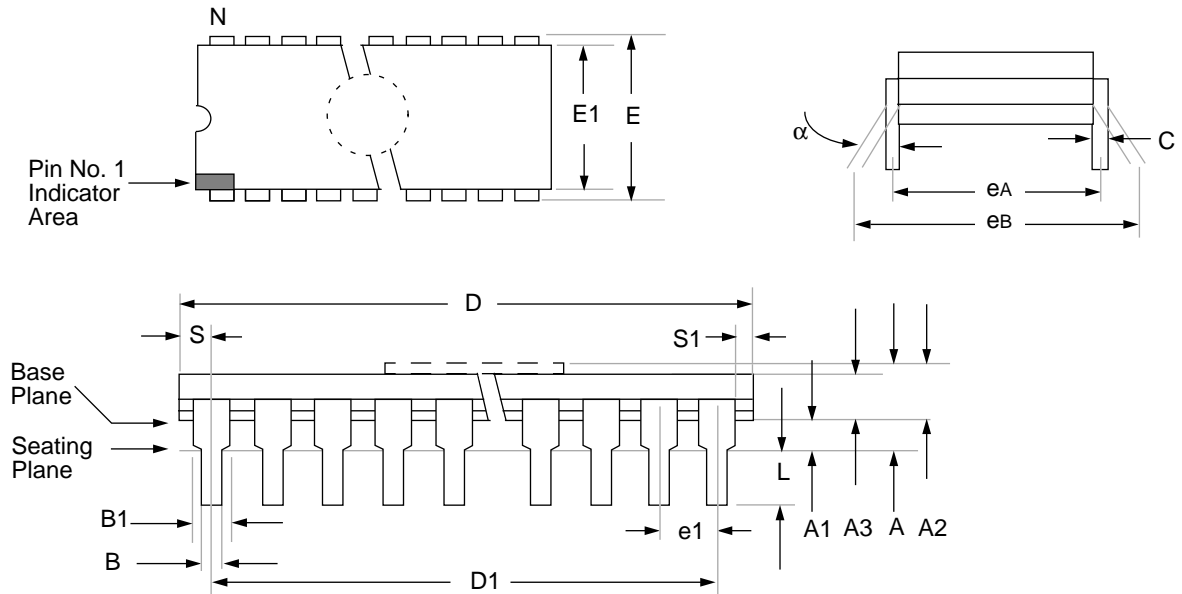 N
E1
E
Pin No. 1
Indicator
Area
α
C
eA
eB
D
S
S1
Base
Plane
Seating
Plane
L
B1
A1
A3
A
A2
e1
B
D1